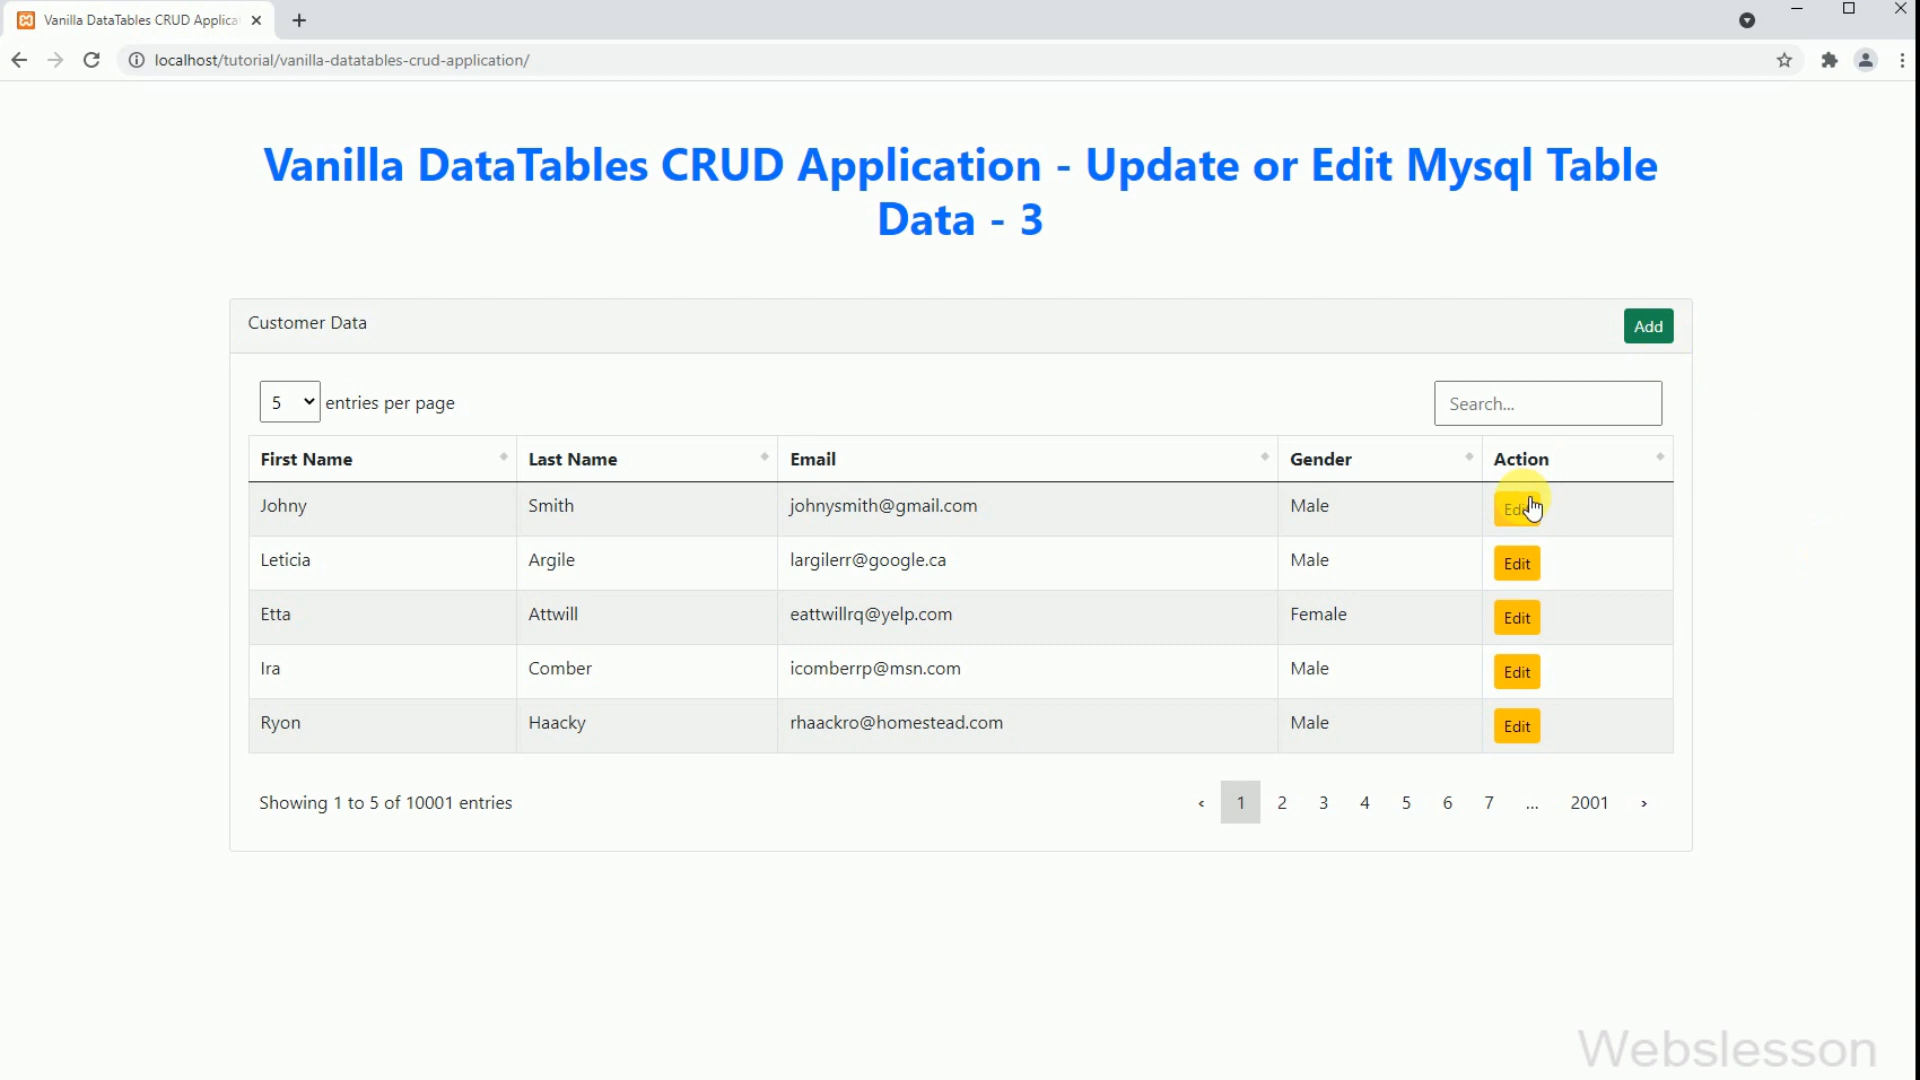 Vanilla DataTables CRUD Applica
localhost/tutorial/vanilla-datatables-crud-application/
Vanilla DataTables CRUD Application - Update or Edit Mysql Table
Data - 3
Customer Data
Add
5 entries per page
Search...
First Name Last Name Email Gender Action
Johny Smith johnysmith@gmail.com Male Edit
Leticia Argile largilerr@google.ca Male Edit
Etta Attwill eattwillrq@yelp.com Female Edit
Ira Comber icomberrp@msn.com Male Edit
Ryon Haacky rhaackro@homestead.com Male Edit
Showing 1 to 5 of 10001 entries ‹ 1 2 3 4 5 6 7 ... 2001 ›
Webslesson